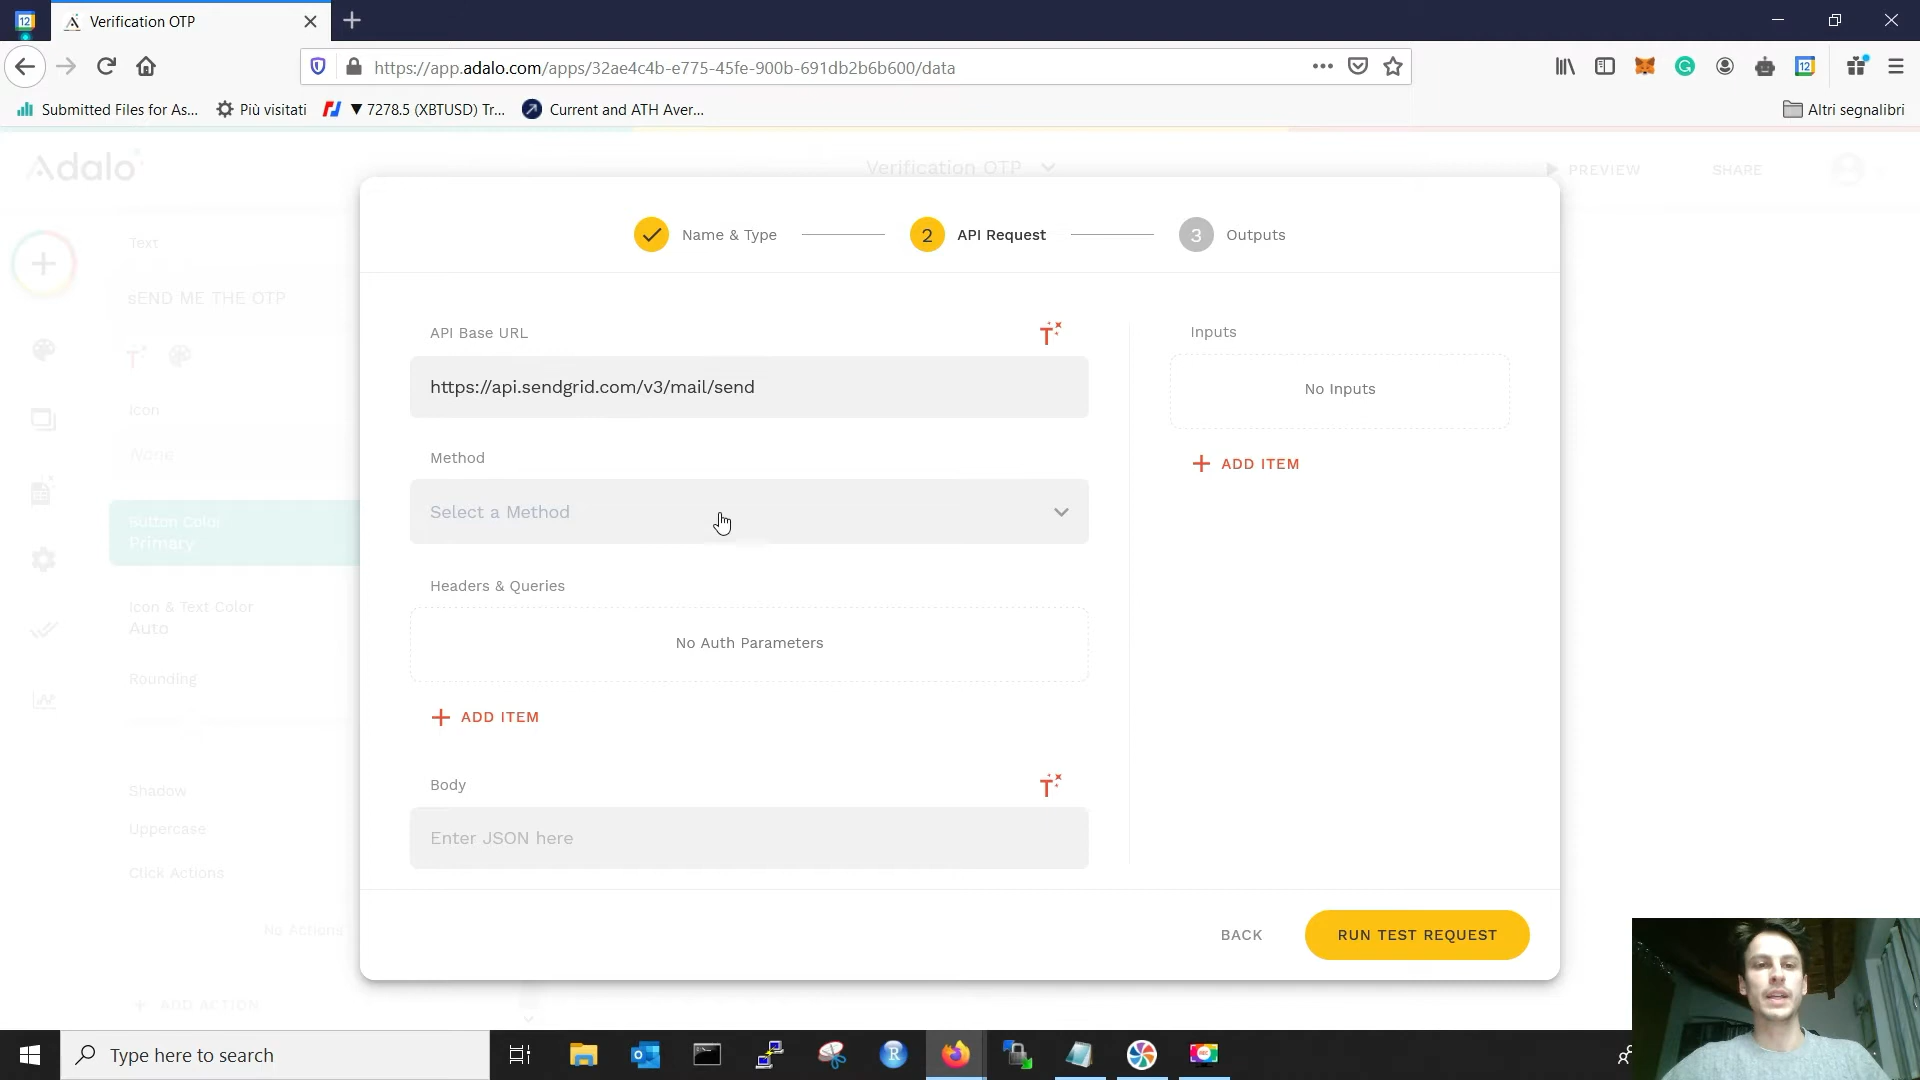 12
Verification OTP
https://app.adalo.com/apps/32ae4c4b-e775-45fe-900b-691db2b6b600/data
12
Submitted Files for As...
Più visitati
▼ 7278.5 (XBTUSD) Tr...
Current and ATH Aver...
Altri segnalibri
Adalo
Verification OTP
PREVIEW
SHARE
Name & Type
2
API Request
3
Outputs
Text
sEND ME THE OTP
Icon
None
Button Color
Primary
Icon & Text Color
Auto
Rounding
Shadow
Uppercase
Click Actions
No Actions
ADD ACTION
API Base URL
https://api.sendgrid.com/v3/mail/send
Method
Select a Method
Headers & Queries
No Auth Parameters
+ ADD ITEM
Body
Enter JSON here
Inputs
No Inputs
+ ADD ITEM
BACK
RUN TEST REQUEST
Type here to search
R